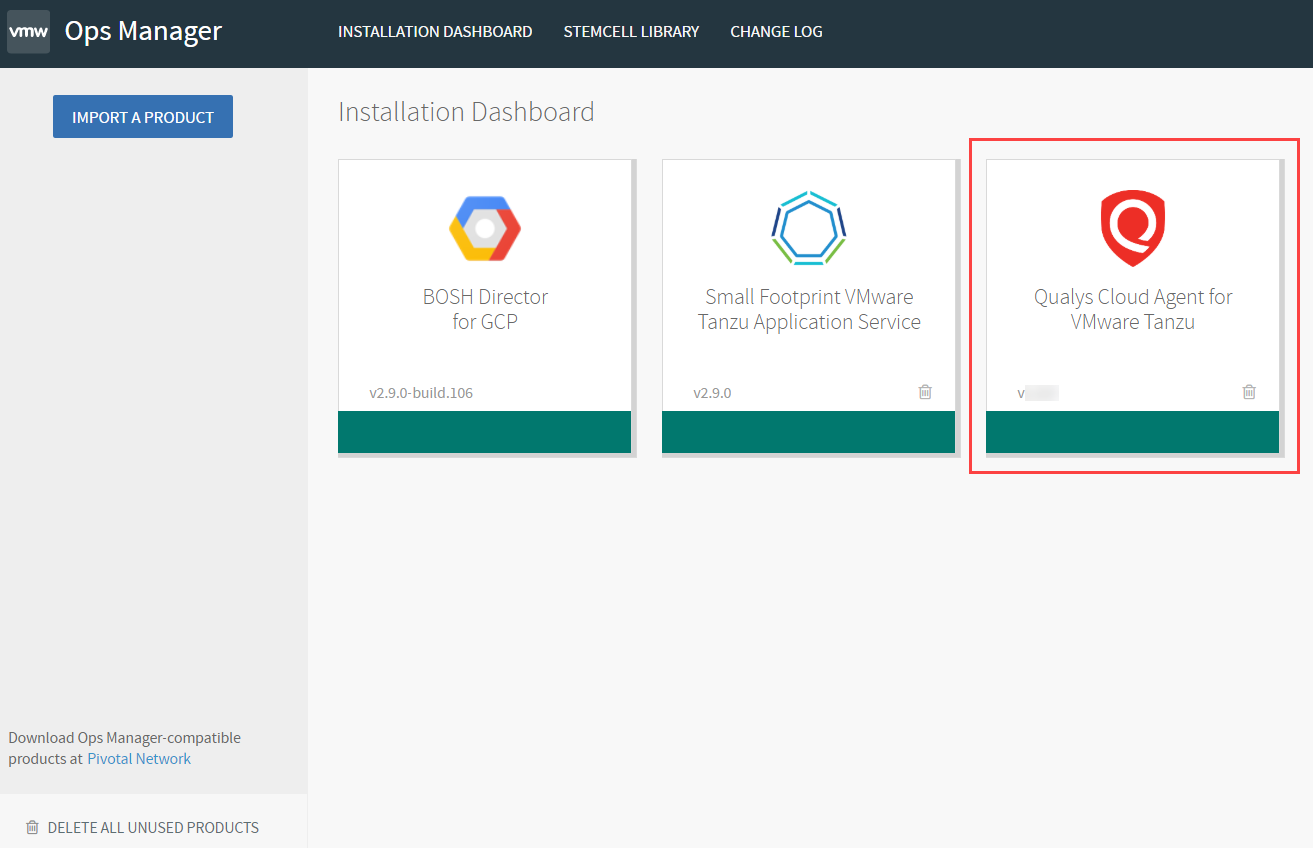 vmw
Ops Manager
INSTALLATION DASHBOARD
STEMCELL LIBRARY
CHANGE LOG
IMPORT A PRODUCT
Installation Dashboard
BOSH Director
for GCP
v2.9.0-build.106
Small Footprint VMware
Tanzu Application Service
v2.9.0
Qualys Cloud Agent for
VMware Tanzu
v
Download Ops Manager-compatible
products at Pivotal Network
DELETE ALL UNUSED PRODUCTS